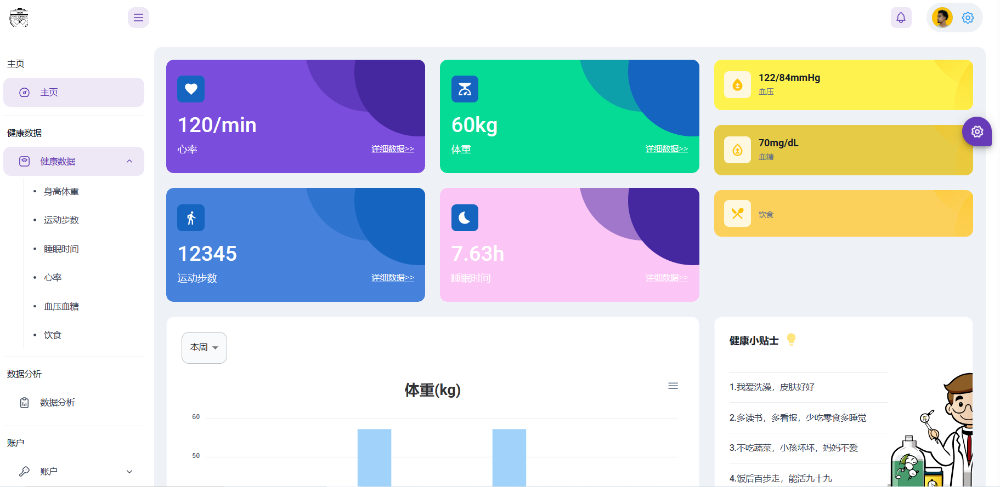 主页
主页
健康数据
健康数据
身高体重
运动步数
睡眠时间
心率
血压血糖
饮食
数据分析
数据分析
账户
账户
120/min
心率
详细数据>>
60kg
体重
详细数据>>
122/84mmHg
血压
70mg/dL
血糖
饮食
12345
运动步数
详细数据>>
7.63h
睡眠时间
详细数据>>
本周
体重(kg)
60
50
健康小贴士
1.我爱洗澡，皮肤好好
2.多读书，多看报，少吃零食多睡觉
3.不吃蔬菜，小孩坏坏，妈妈不爱
4.饭后百步走，能活九十九